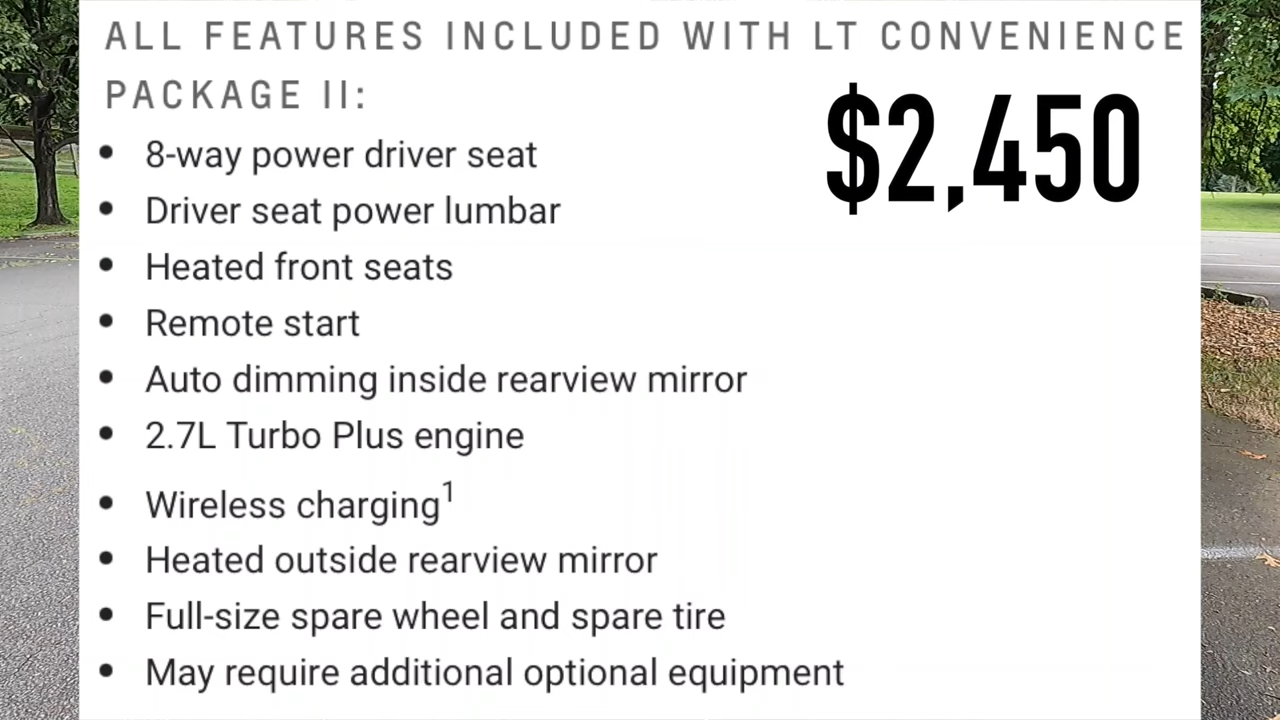 ALL FEATURES INCLUDED WITH LT CONVENIENCE
PACKAGE II:
$2,450
• 8-way power driver seat
• Driver seat power lumbar
• Heated front seats
• Remote start
• Auto dimming inside rearview mirror
• 2.7L Turbo Plus engine
• Wireless charging¹
• Heated outside rearview mirror
• Full-size spare wheel and spare tire
• May require additional optional equipment